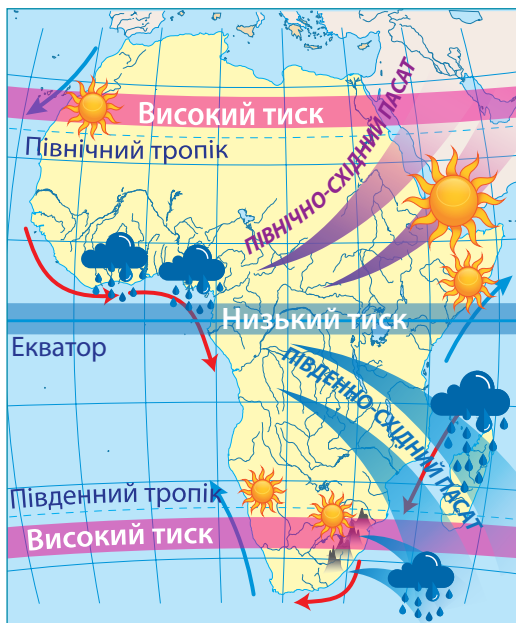 Високий тиск
Північний тропік
ПІВНІЧНО-СХІДНИЙ ПАСАТ
Низький тиск
Екватор
ПІВДЕННО-СХІДНИЙ ПАСАТ
Південний тропік
Високий тиск